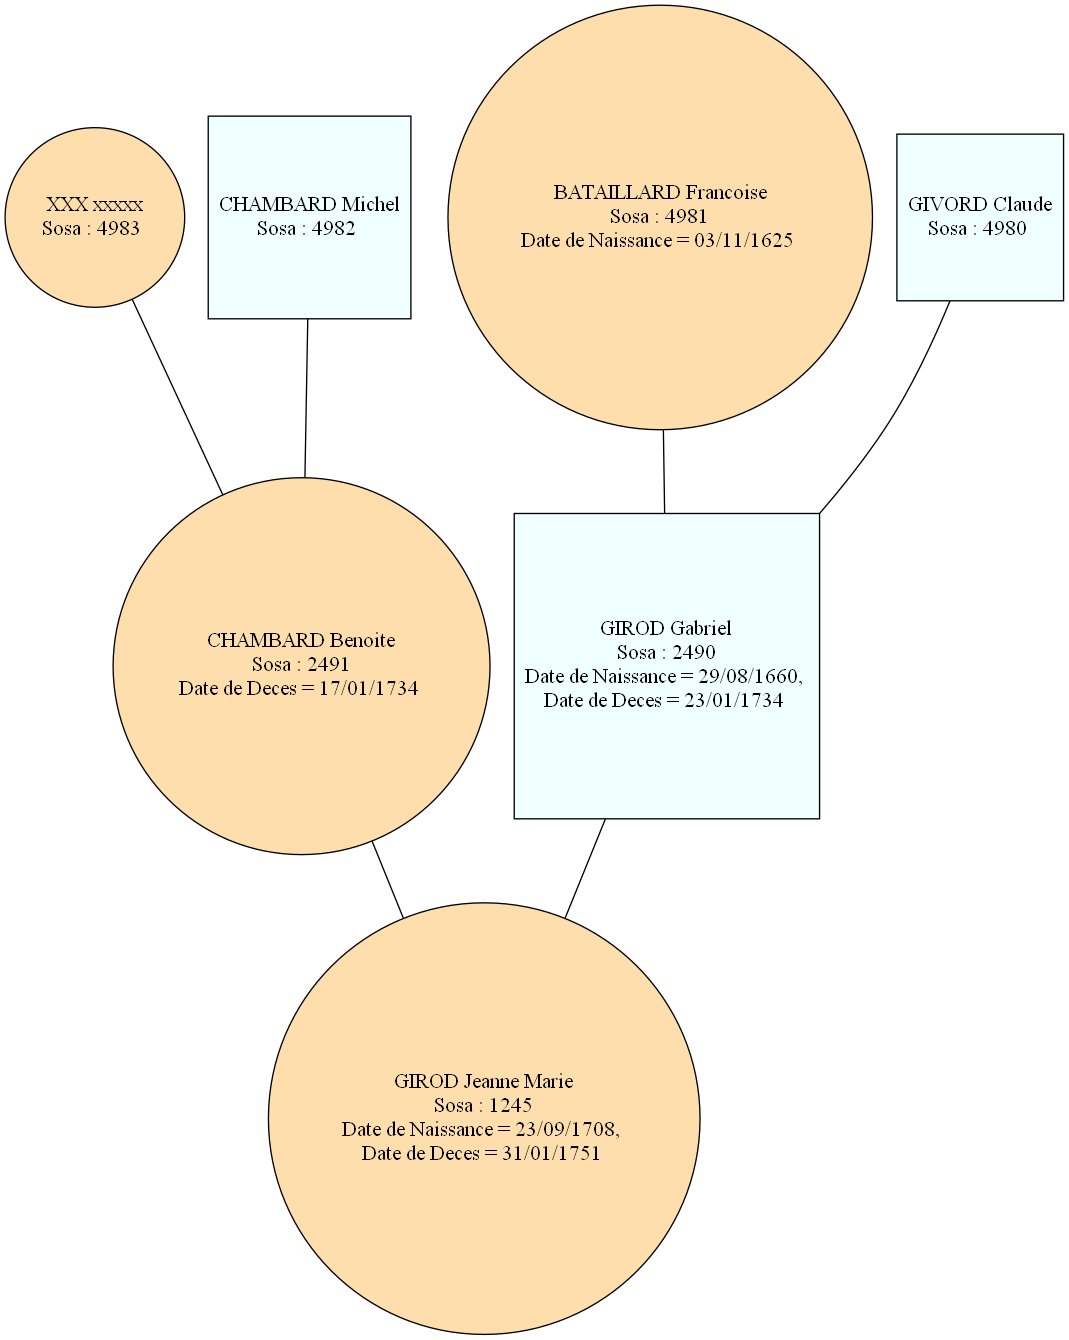 XXX xxxxx
Sosa : 4983
CHAMBARD Michel
Sosa : 4982
BATAILLARD Francoise
Sosa : 4981
Date de Naissance = 03/11/1625
GIVORD Claude
Sosa : 4980
CHAMBARD Benoite
Sosa : 2491
Date de Deces = 17/01/1734
GIROD Gabriel
Sosa : 2490
Date de Naissance = 29/08/1660,
Date de Deces = 23/01/1734
GIROD Jeanne Marie
Sosa : 1245
Date de Naissance = 23/09/1708,
Date de Deces = 31/01/1751